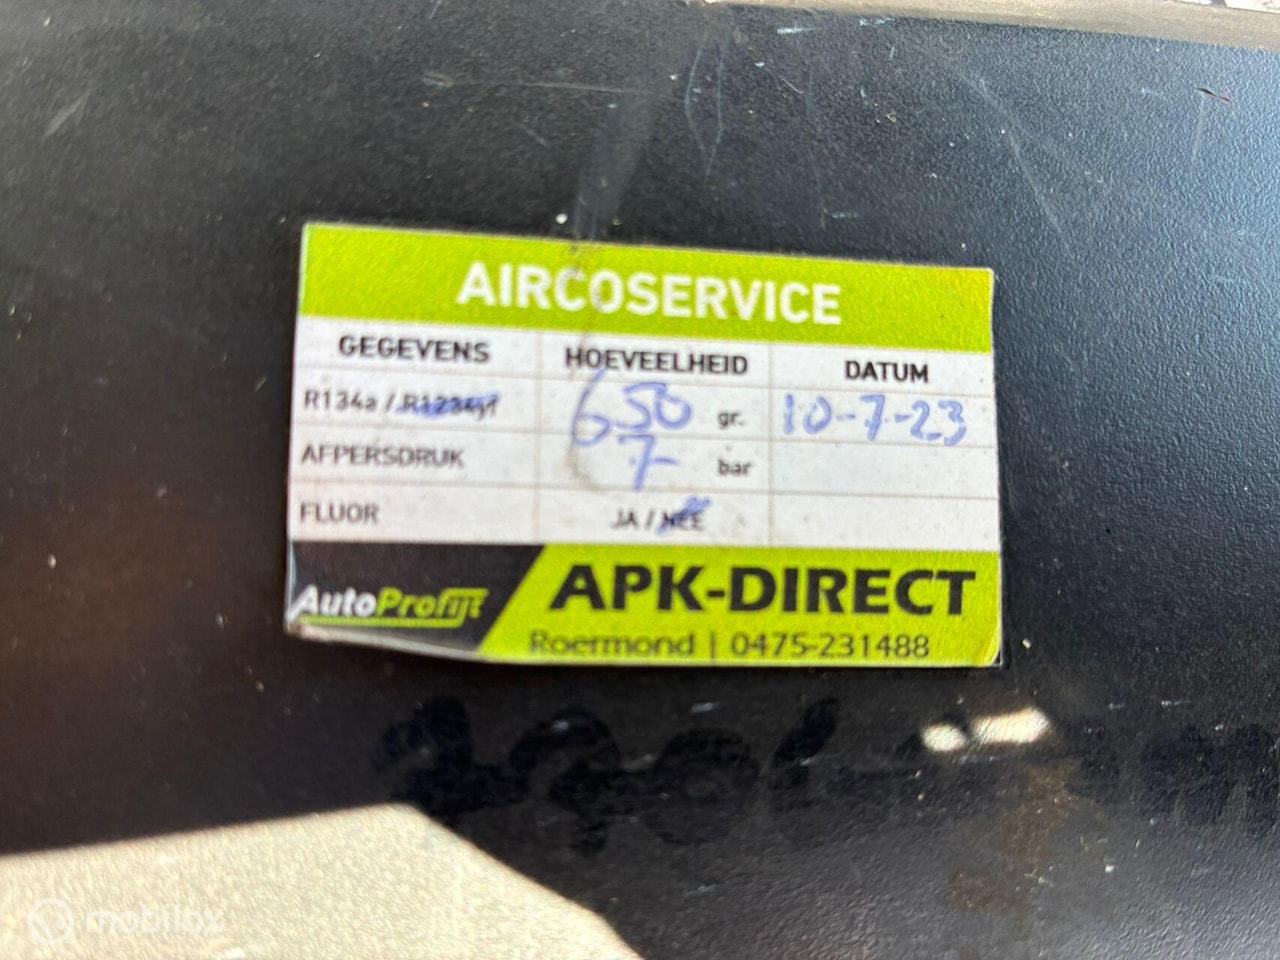 AIRCOSERVICE
GEGEVENS HOEVEELHEID DATUM
R134a / R1234yf 650 gr. 10-7-23
AFPERSDRUK 7 bar
FLUOR JA / NEE
AutoProfijt APK-DIRECT
Roermond | 0475-231488
mobilox